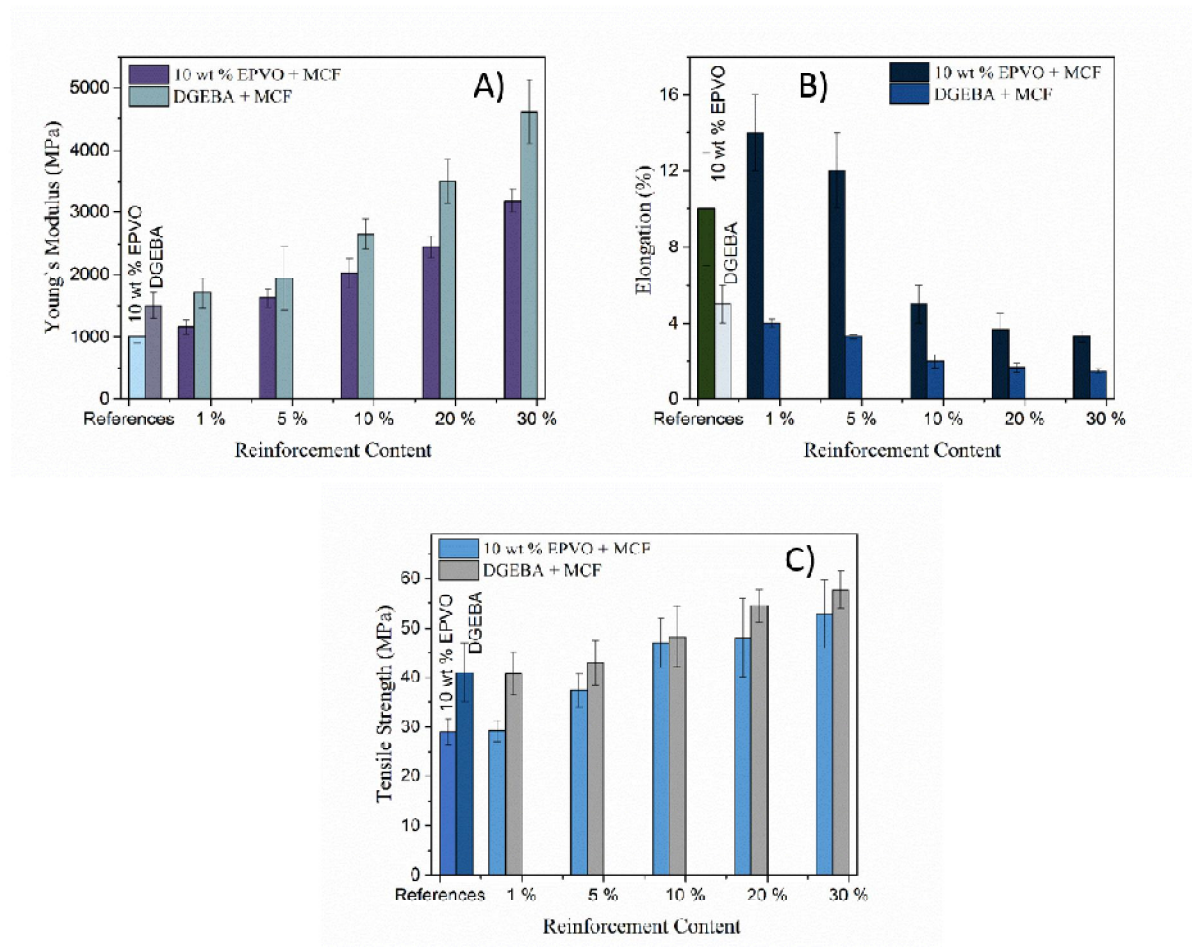 10 wt % EPVO + MCF
DGEBA + MCF
A)
Young`s Modulus (MPa)
5000
4000
3000
2000
1000
0
10 wt % EPVO
DGEBA
References 1 % 5 % 10 % 20 % 30 %
Reinforcement Content
10 wt % EPVO + MCF
DGEBA + MCF
B)
Elongation (%)
16
12
8
4
0
10 wt % EPVO
DGEBA
References 1 % 5 % 10 % 20 % 30 %
Reinforcement Content
10 wt % EPVO + MCF
DGEBA + MCF
C)
Tensile Strength (MPa)
60
50
40
30
20
10
0
10 wt % EPVO
DGEBA
References 1 % 5 % 10 % 20 % 30 %
Reinforcement Content